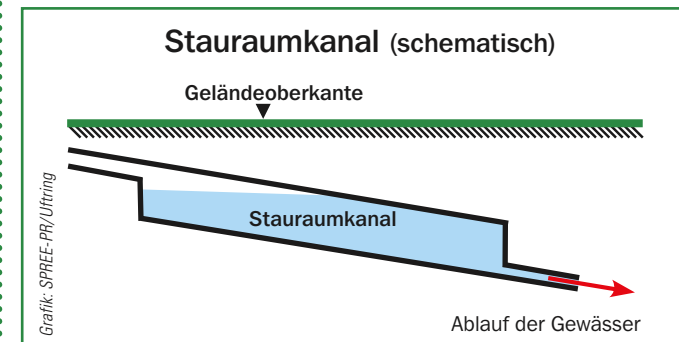 Stauraumkanal (schematisch)
Geländeoberkante
Stauraumkanal
Ablauf der Gewässer
Grafik: SPREE-PR/Uftring